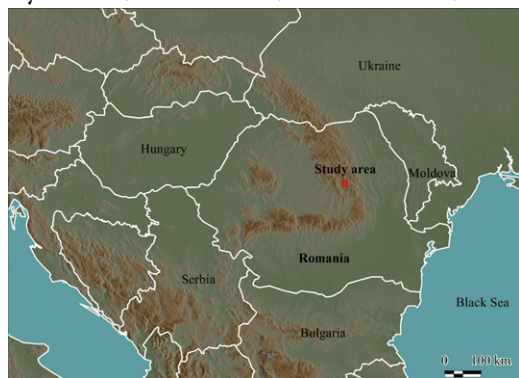 Ukraine
Hungary
Study area
Moldova
Romania
Serbia
Black Sea
Bulgaria
0 100 km